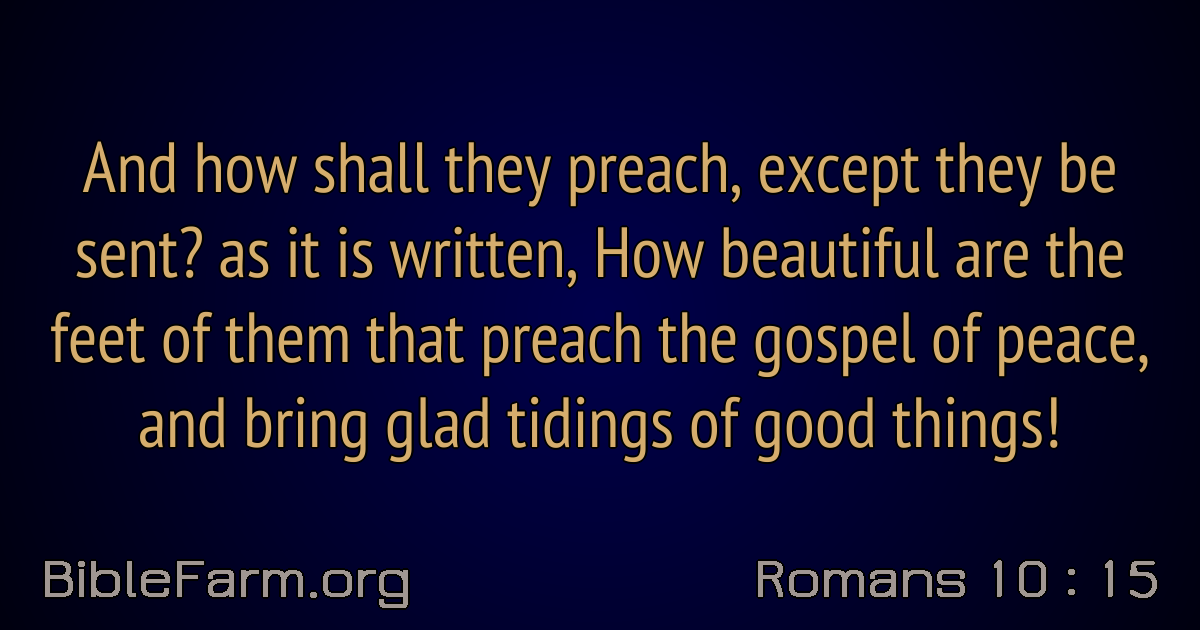 And how shall they preach, except they be
sent? as it is written, How beautiful are the
feet of them that preach the gospel of peace,
and bring glad tidings of good things!
BibleFarm.org
Romans 10 : 15